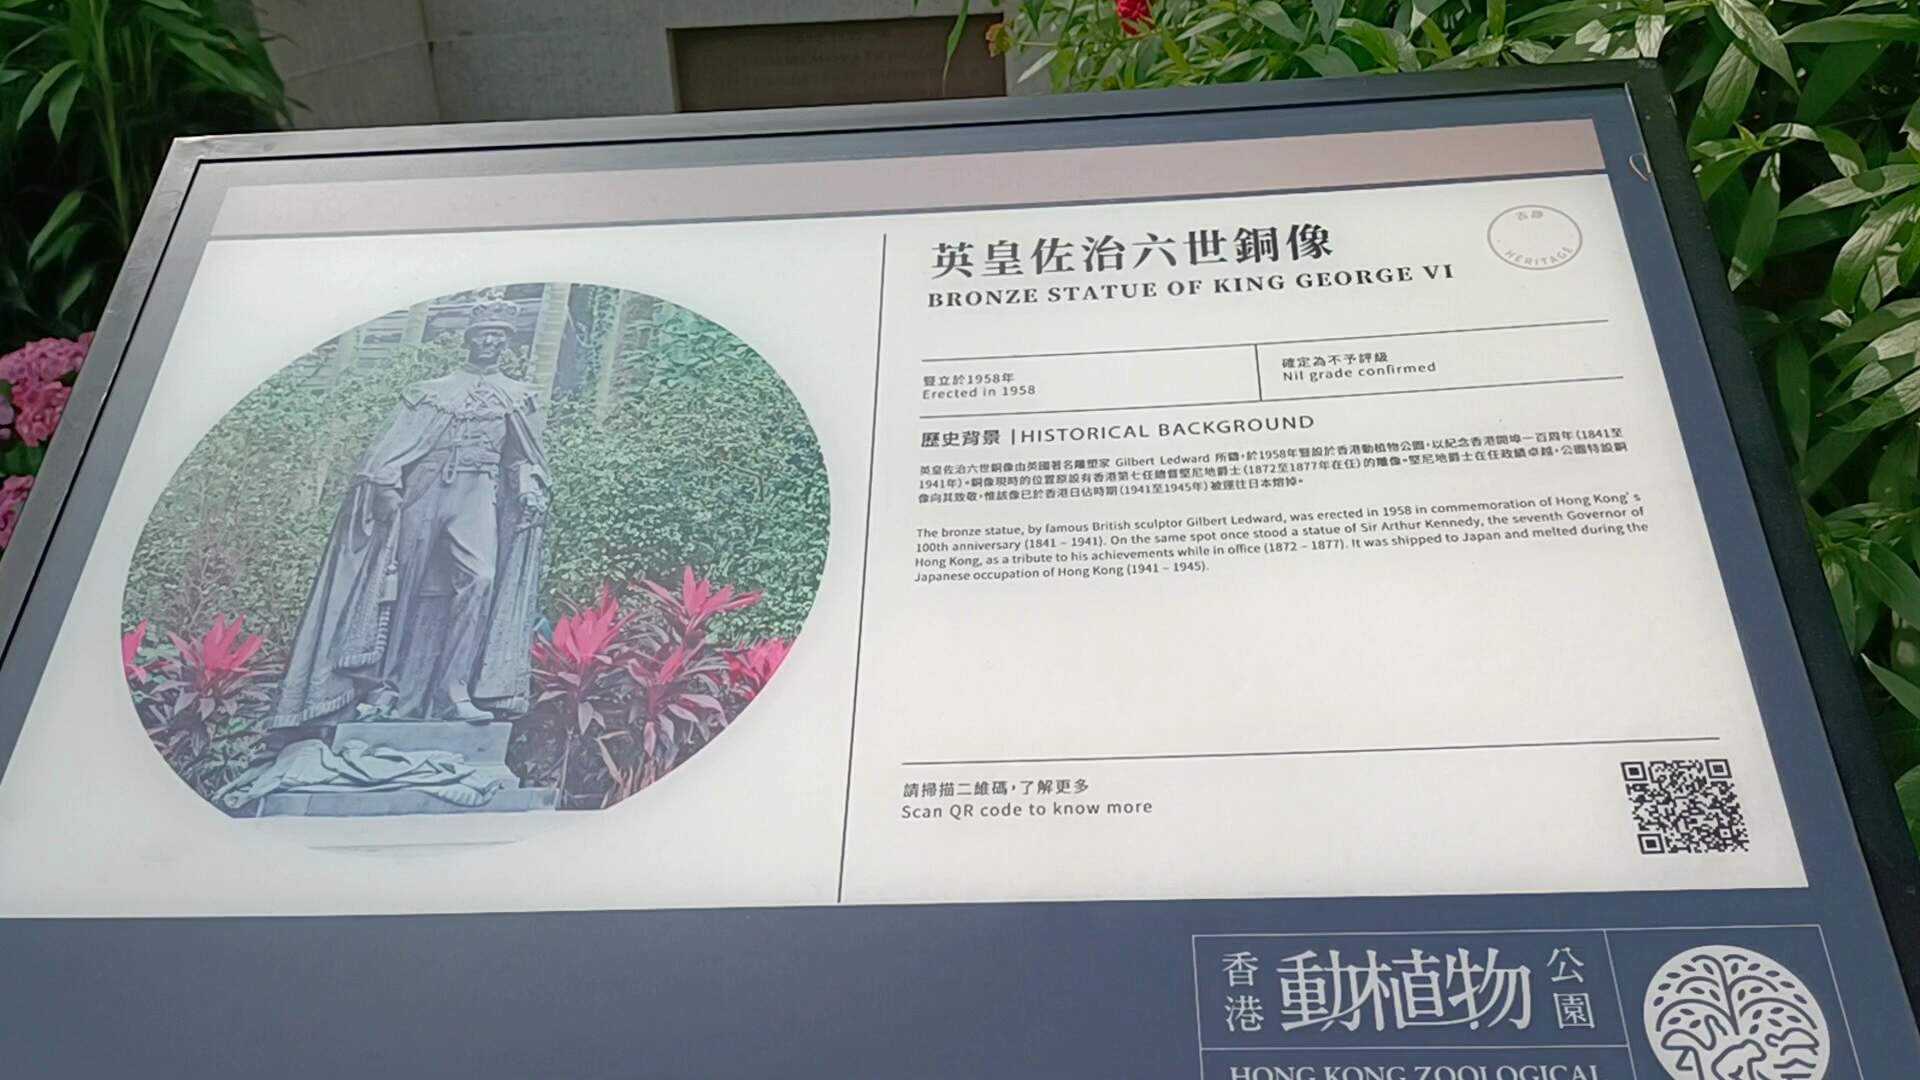 英皇佐治六世銅像
BRONZE STATUE OF KING GEORGE VI
古蹟
HERITAGE
豎立於1958年
Erected in 1958
確定為不予評級
Nil grade confirmed
歷史背景 | HISTORICAL BACKGROUND
英皇佐治六世銅像由英國著名雕塑家 Gilbert Ledward 所鑄,於1958年豎設於香港動植物公園,以紀念香港開埠一百周年(1841至
1941年)。銅像現時的位置原設有香港第七任總督堅尼地爵士(1872至1877年在任)的雕像。堅尼地爵士在任政績卓越,公園特設銅
像向其致敬,惟該像已於香港日佔時期(1941至1945年)被運往日本熔掉。
The bronze statue, by famous British sculptor Gilbert Ledward, was erected in 1958 in commemoration of Hong Kong's
100th anniversary (1841 – 1941). On the same spot once stood a statue of Sir Arthur Kennedy, the seventh Governor of
Hong Kong, as a tribute to his achievements while in office (1872 – 1877). It was shipped to Japan and melted during the
Japanese occupation of Hong Kong (1941 – 1945).
請掃描二維碼,了解更多
Scan QR code to know more
香港動植物公園
HONG KONG ZOOLOGICAL